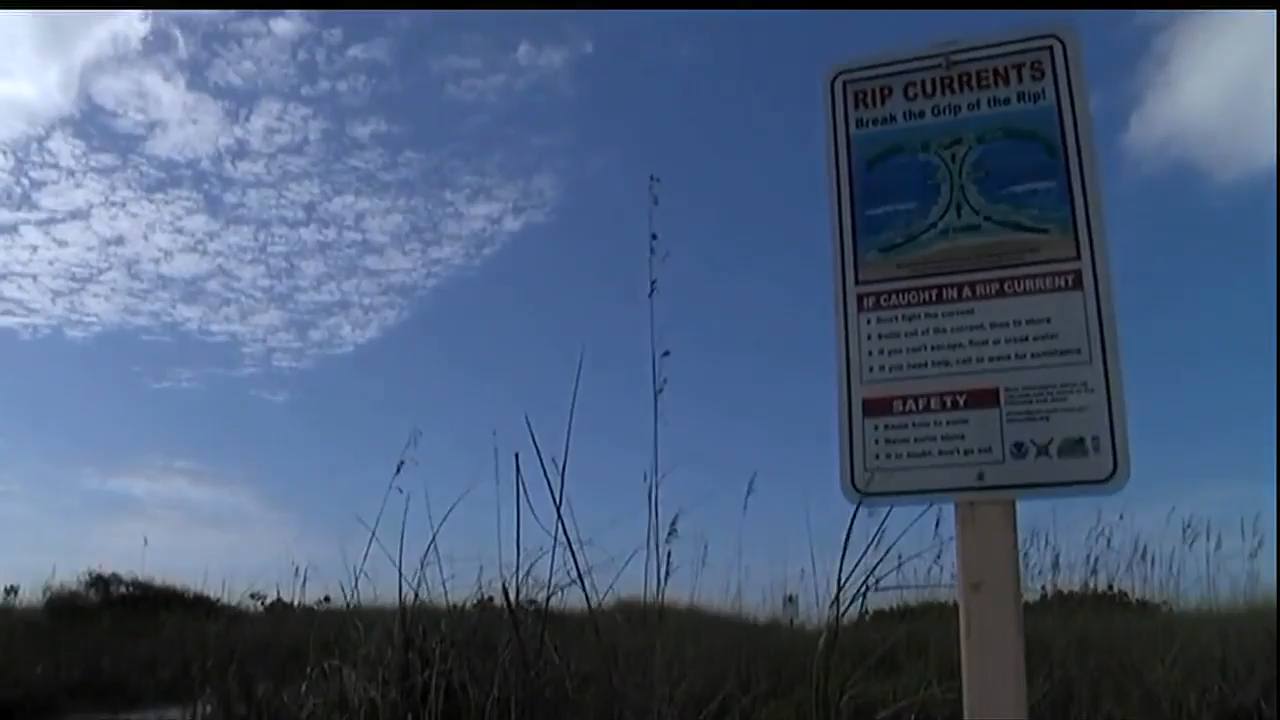 RIP CURRENTS
Break the Grip of the Rip!
IF CAUGHT IN A RIP CURRENT
Don't fight the current
Swim out of the current, then to shore
If you can't escape, float or tread water
If you need help, call or wave for assistance
SAFETY
Know how to swim
Never swim alone
If in doubt, don't go out